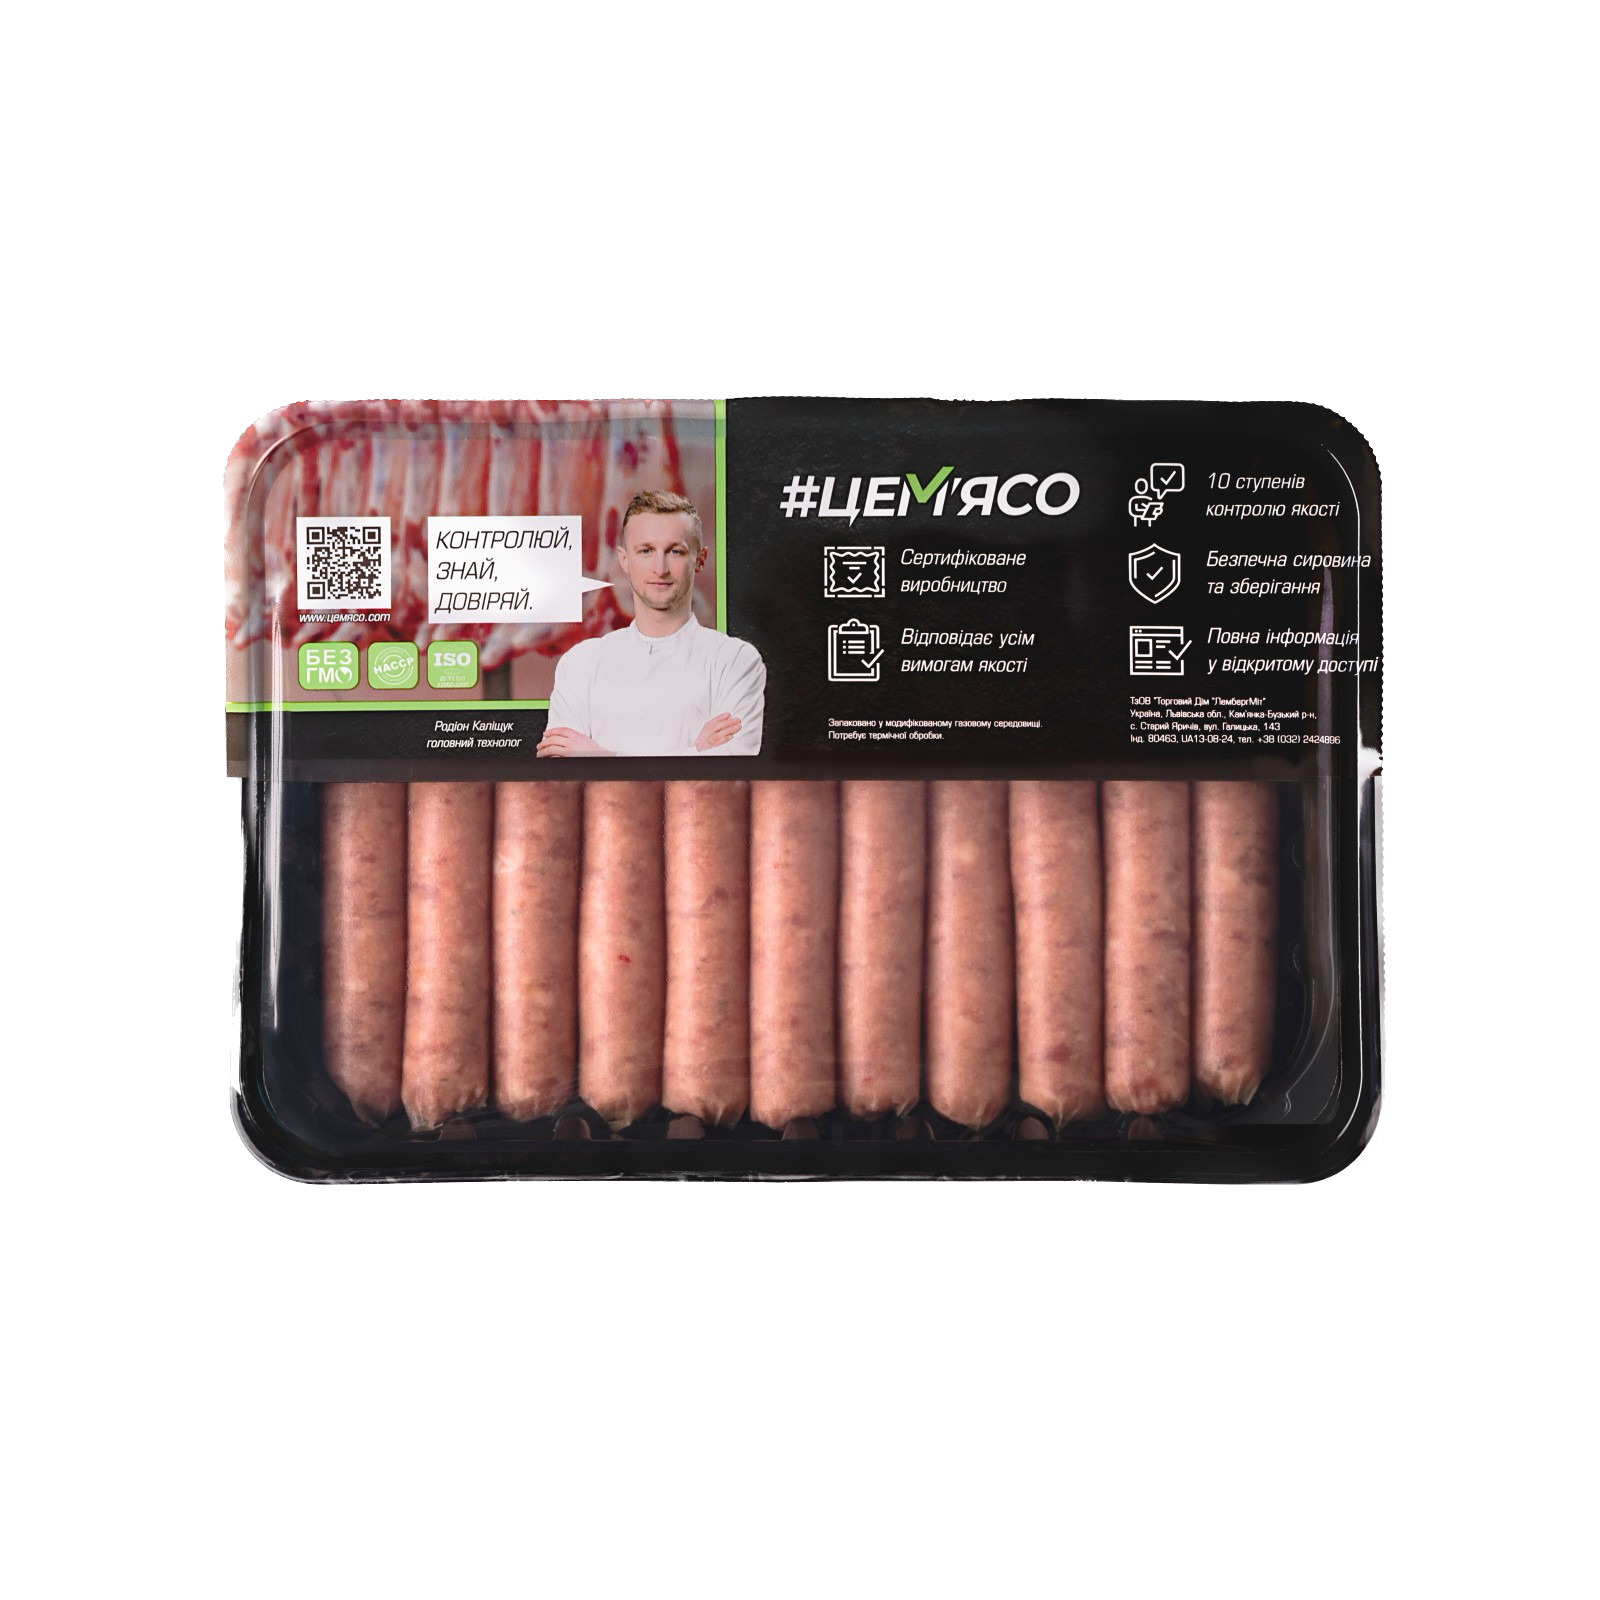 #ЦЕМ'ЯСО
КОНТРОЛЮЙ,
ЗНАЙ,
ДОВІРЯЙ.
www.цемясо.com
БЕЗ
ГМО
HACCP
ISO
Родіон Каліщук
головний технолог
Сертифіковане
виробництво
Відповідає усім
вимогам якості
10 ступенів
контролю якості
Безпечна сировина
та зберігання
Повна інформація
у відкритому доступі
Запаковано у модифікованому газовому середовищі.
Потребує термічної обробки.
ТзОВ "Торговий Дім "ЛембергМіт"
Україна, Львівська обл., Кам'янка-Бузький р-н,
с. Старий Яричів, вул. Галицька, 143
Інд. 80463, UA13-08-24, тел. +38 (032) 2424896